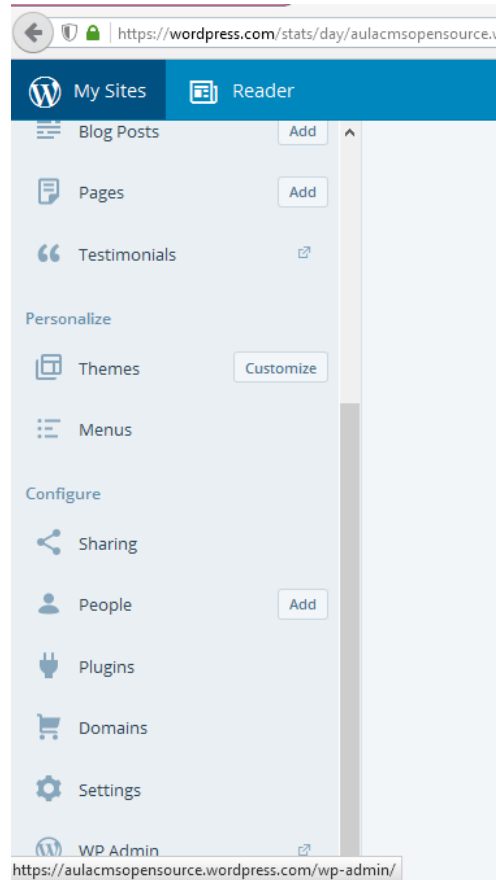 https://wordpress.com/stats/day/aulacmsopensource.w
My Sites Reader
Blog Posts Add
Pages Add
Testimonials
Personalize
Themes Customize
Menus
Configure
Sharing
People Add
Plugins
Domains
Settings
WP Admin
https://aulacmsopensource.wordpress.com/wp-admin/